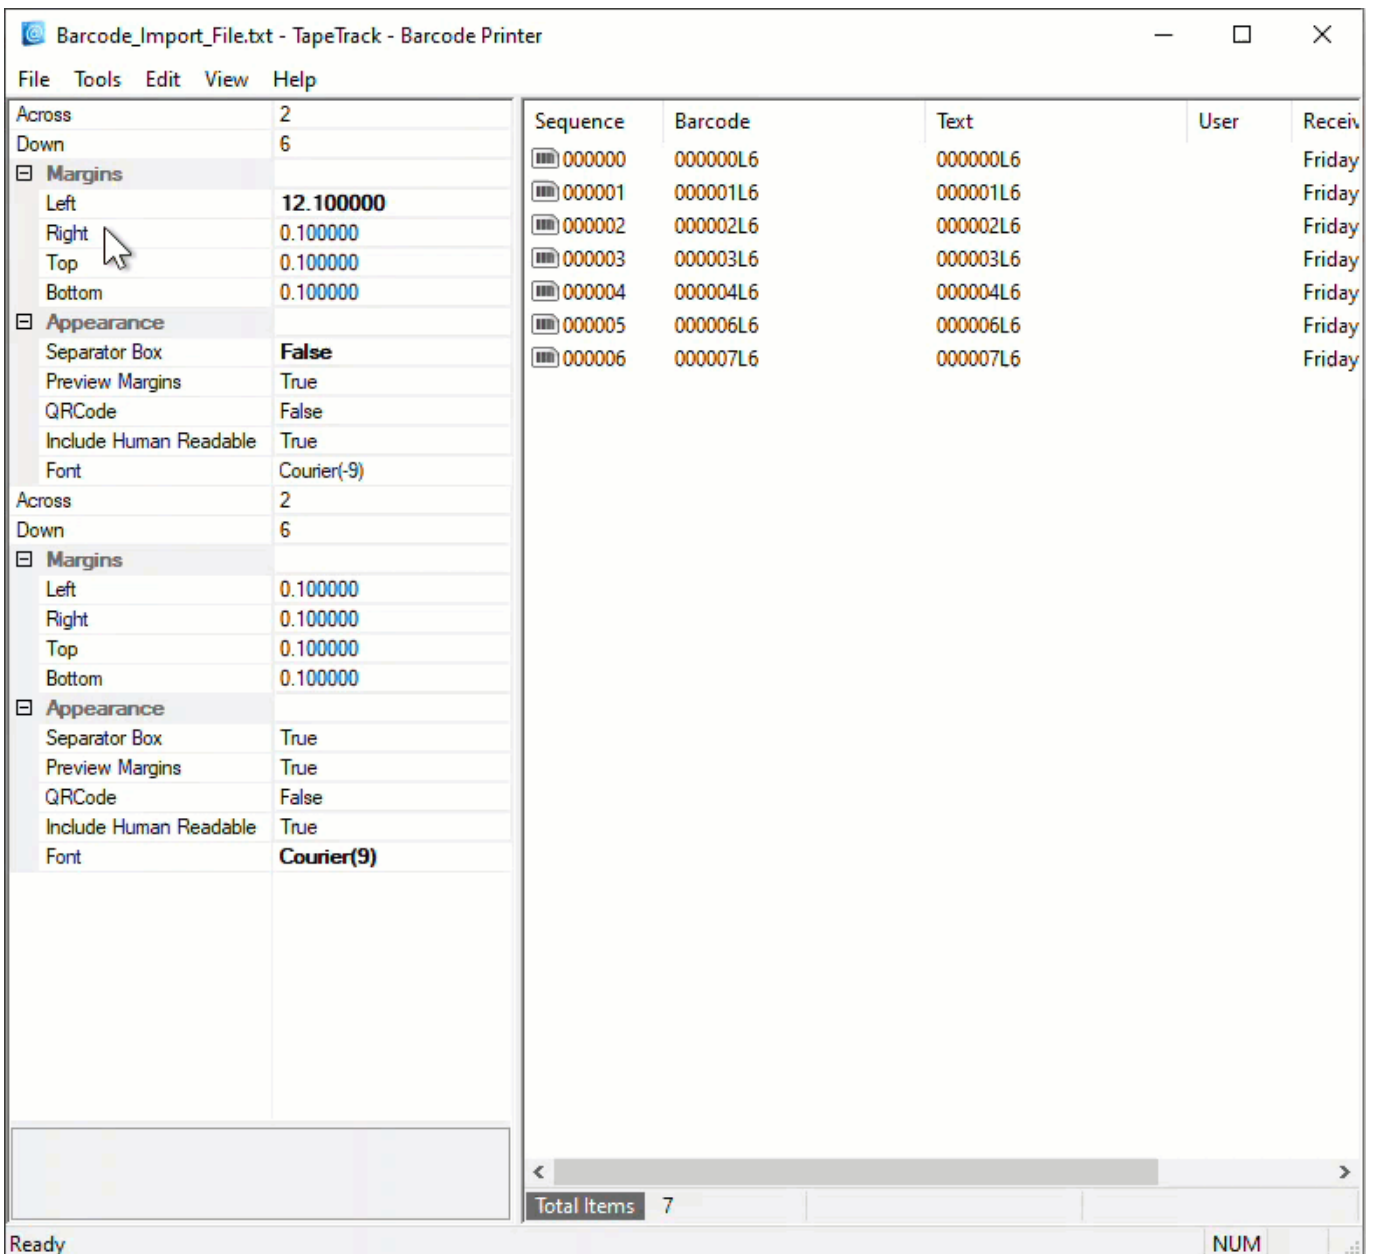 Barcode_Import_File.txt - TapeTrack - Barcode Printer
File Tools Edit View Help
Across 2
Down 6
Margins
Left 12.100000
Right 0.100000
Top 0.100000
Bottom 0.100000
Appearance
Separator Box False
Preview Margins True
QRCode False
Include Human Readable True
Font Courier(-9)
Across 2
Down 6
Margins
Left 0.100000
Right 0.100000
Top 0.100000
Bottom 0.100000
Appearance
Separator Box True
Preview Margins True
QRCode False
Include Human Readable True
Font Courier(9)
Sequence Barcode Text User Receiv
000000 000000L6 000000L6 Friday
000001 000001L6 000001L6 Friday
000002 000002L6 000002L6 Friday
000003 000003L6 000003L6 Friday
000004 000004L6 000004L6 Friday
000005 000006L6 000006L6 Friday
000006 000007L6 000007L6 Friday
Total Items 7
Ready NUM